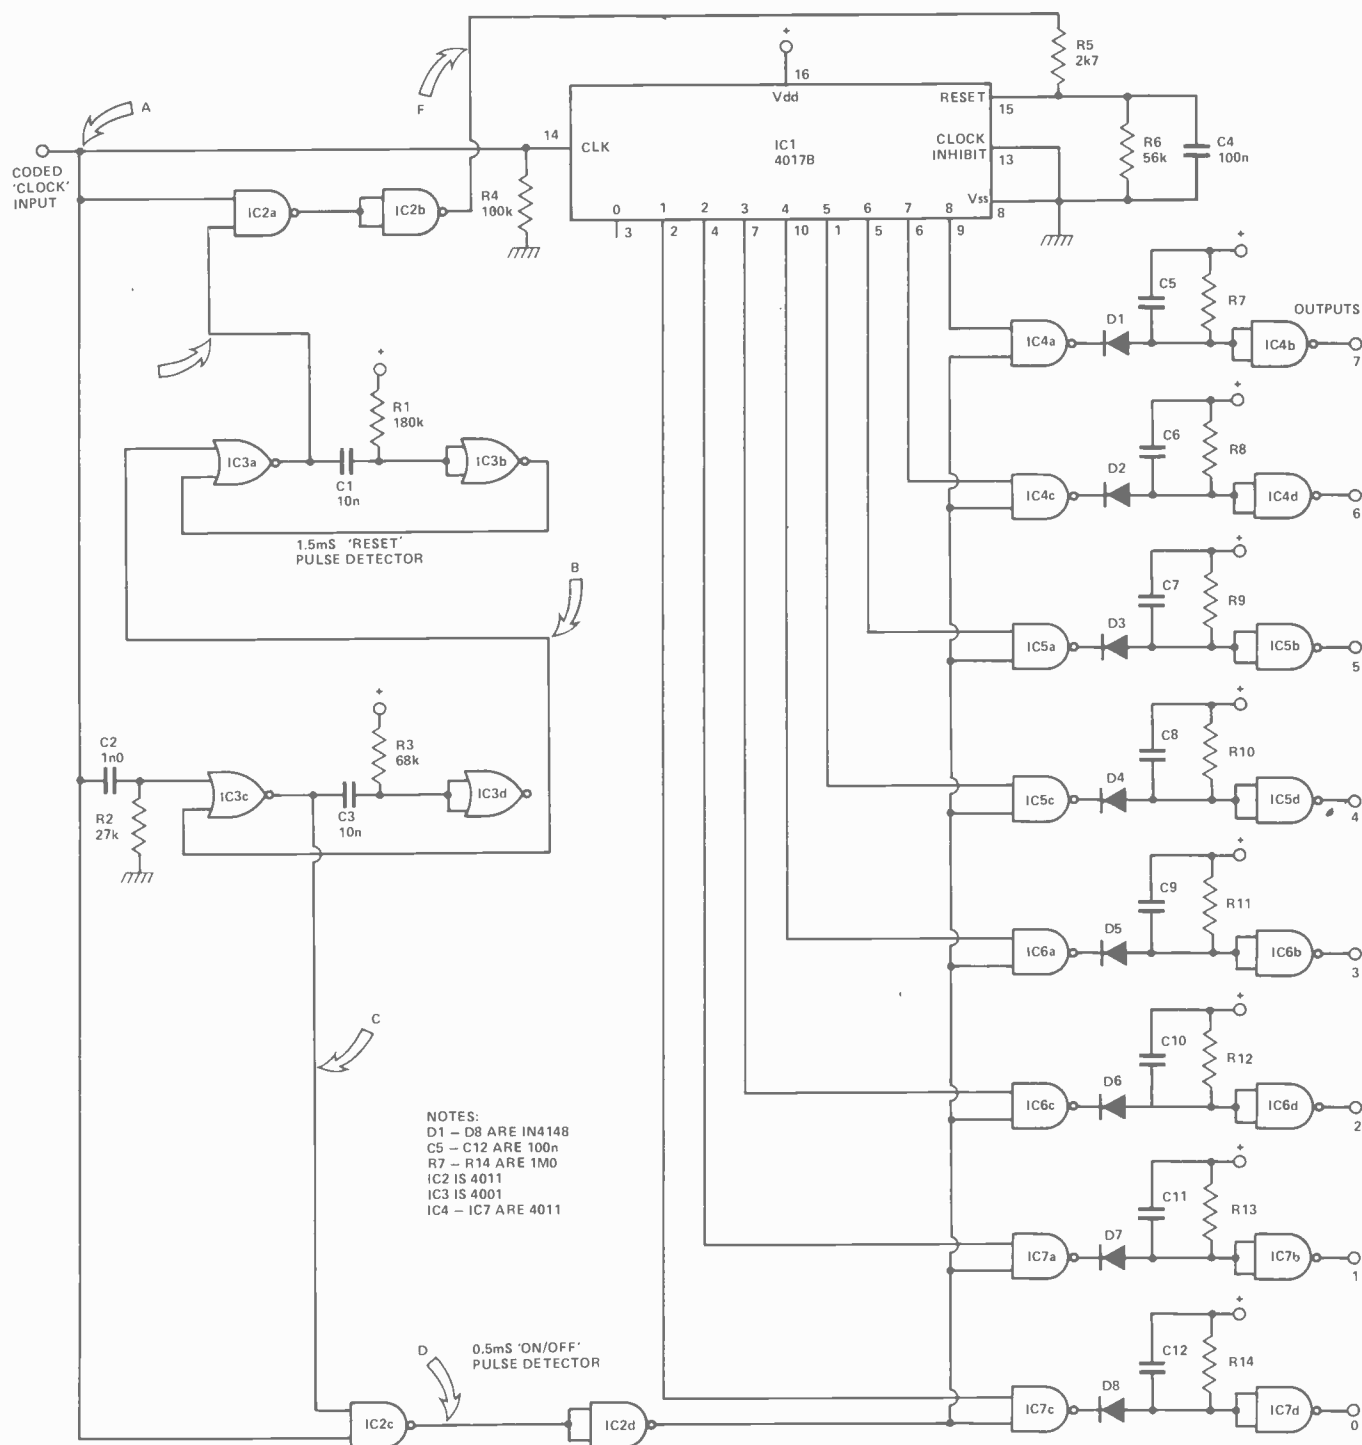 +
R5
2k7
16
Vdd
RESET
15
A
F
14
CLK
IC1
4017B
CLOCK
INHIBIT
13
R6
56k
C4
100n
CODED
'CLOCK'
INPUT
IC2a
IC2b
R4
100k
Vss
8
0
1
2
3
4
5
6
7
8
3
2
4
7
10
1
5
6
9
+
C5
R7
D1
OUTPUTS
IC4a
IC4b
7
+
R1
180k
+
C6
R8
IC3a
IC3b
D2
C1
10n
IC4c
IC4d
6
1.5mS 'RESET'
PULSE DETECTOR
B
+
C7
R9
D3
IC5a
IC5b
5
+
R3
68k
+
C8
R10
C2
1n0
IC3c
IC3d
D4
R2
27k
C3
10n
IC5c
IC5d
4
+
C9
R11
D5
IC6a
IC6b
3
C
+
C10
R12
D6
IC6c
IC6d
2
NOTES:
D1 – D8 ARE IN4148
C5 – C12 ARE 100n
R7 – R14 ARE 1M0
IC2 IS 4011
IC3 IS 4001
IC4 – IC7 ARE 4011
+
C11
R13
D7
IC7a
IC7b
1
+
D
0.5mS 'ON/OFF'
PULSE DETECTOR
C12
R14
D8
IC2c
IC2d
IC7c
IC7d
0